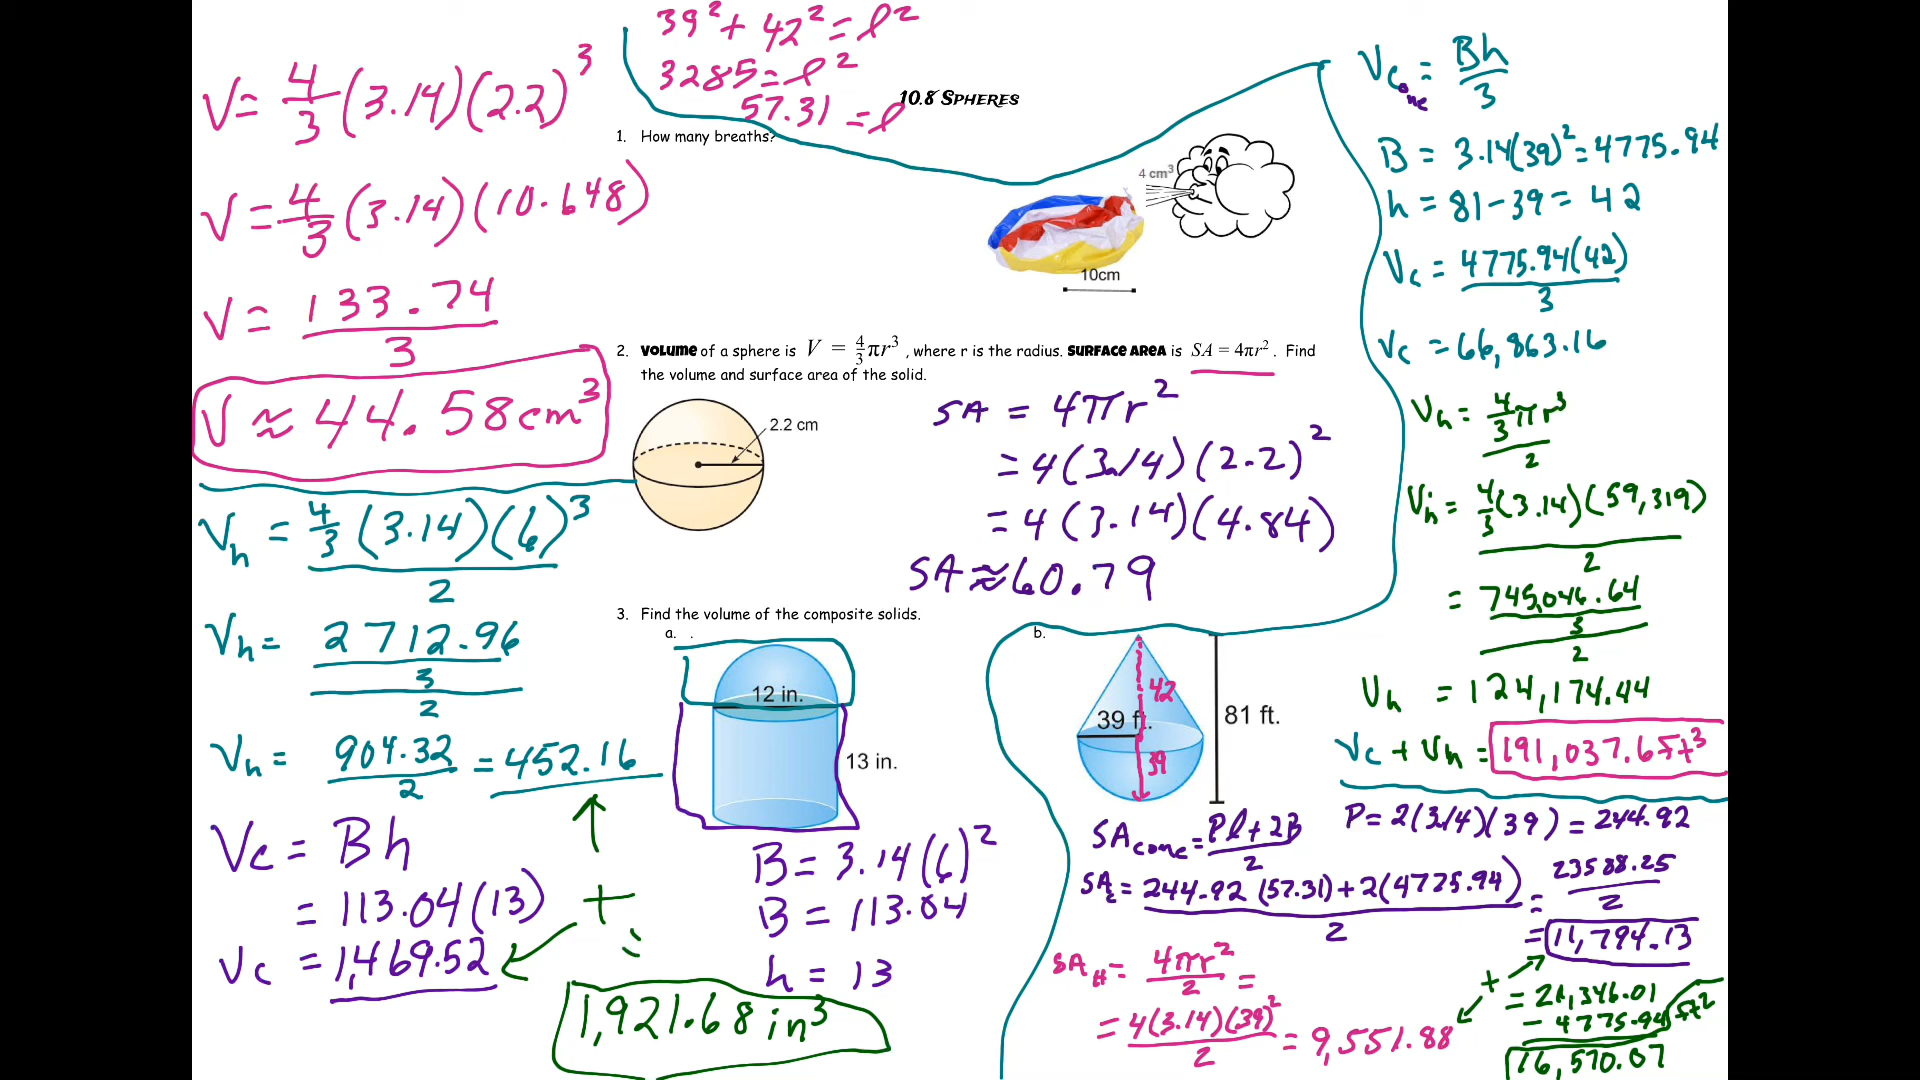 39² + 42² = l²
3285 = l²
57.31 = l
10.8 SPHERES
1. How many breaths?
4 cm³
10cm
V = 4/3 (3.14)(2.2)³
V = 4/3 (3.14)(10.648)
V = 133.74/3
V ≈ 44.58 cm³
2. VOLUME of a sphere is V = 4/3 πr³, where r is the radius. SURFACE AREA is SA = 4πr². Find
the volume and surface area of the solid.
2.2 cm
SA = 4πr²
= 4(3.14)(2.2)²
= 4(3.14)(4.84)
SA ≈ 60.79
3. Find the volume of the composite solids.
a. .
12 in.
13 in.
Vh = 4/3 (3.14)(6)³/2
Vh = 2712.96/3/2
Vh = 904.32/2 = 452.16
Vc = Bh
= 113.04(13)
Vc = 1,469.52
+
=
B = 3.14(6)²
B = 113.04
h = 13
1,921.68 in³
b.
42
39 ft.
39
81 ft.
Vcone = Bh/3
B = 3.14(39)² = 4775.94
h = 81 - 39 = 42
Vc = 4775.94(42)/3
Vc = 66,863.16
Vh = 4/3 πr³/2
Vh = 4/3 (3.14)(59,319)/2
= 745,046.64/3/2
Vh = 124,174.44
Vc + Vh = 191,037.6 ft³
SAcone = Pl + 2B/2
P = 2(3.14)(39) = 244.92
SAc = 244.92(57.31) + 2(4775.94)/2 = 23588.25/2
= 11,794.13
SAH = 4πr²/2 =
= 4(3.14)(39)²/2 = 9,551.88
+
= 21,346.01
- 4775.94
16,570.07 ft²